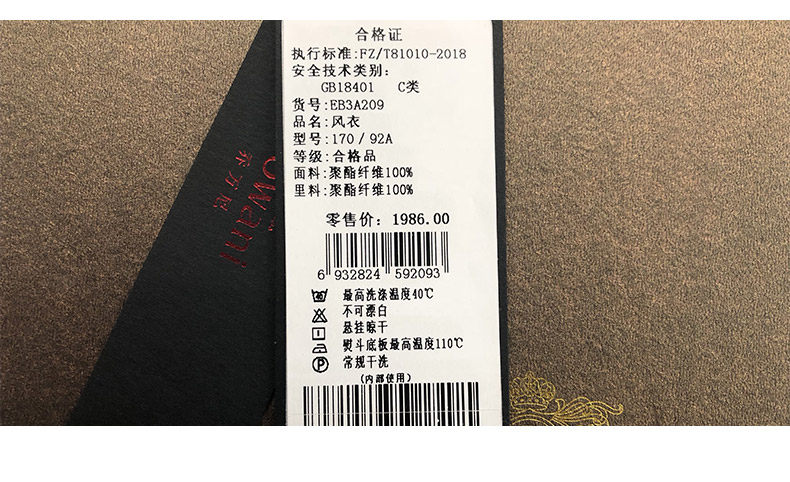 合格证
执行标准:FZ/T81010-2018
安全技术类别:
GB18401 C类
货号:EB3A209
品名:风衣
型号:170/92A
等级:合格品
面料:聚酯纤维100%
里料:聚酯纤维100%
零售价: 1986.00
6 932824 592093
最高洗涤温度40℃
不可漂白
悬挂晾干
熨斗底板最高温度110℃
常规干洗
(内部使用)